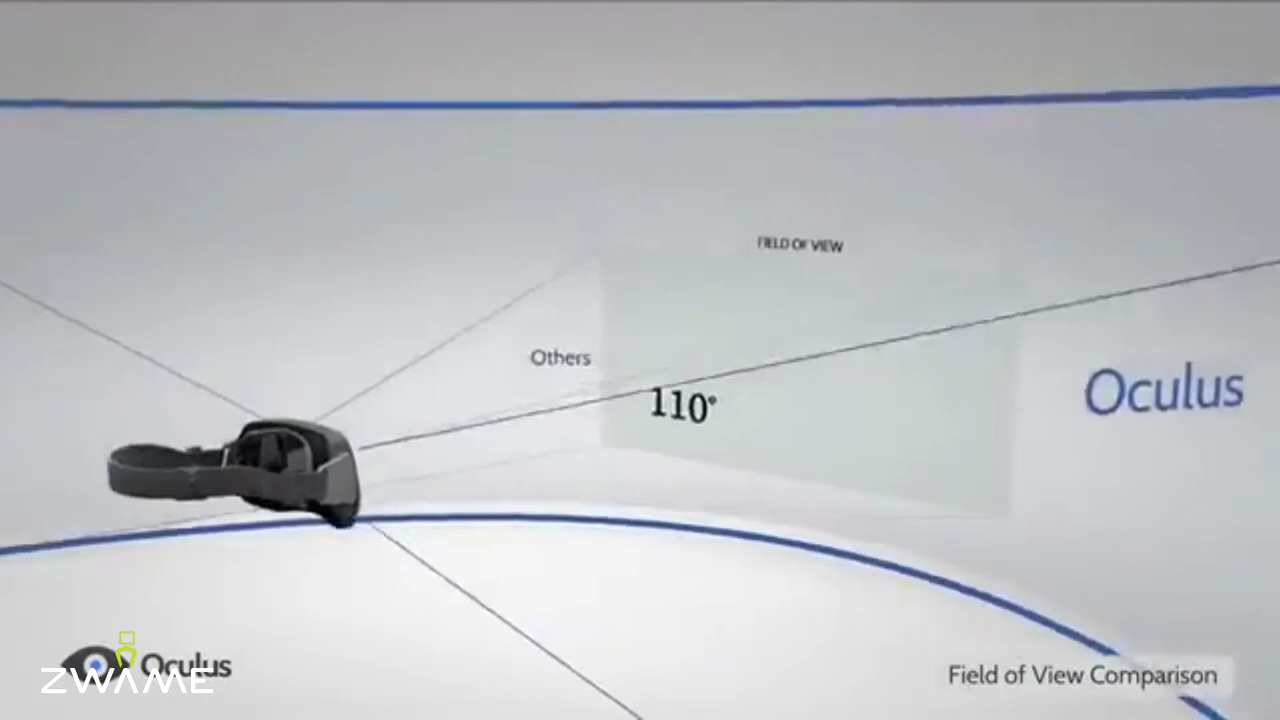 FIELD OF VIEW
Others
110°
Oculus
Oculus
ZWAME
Field of View Comparison